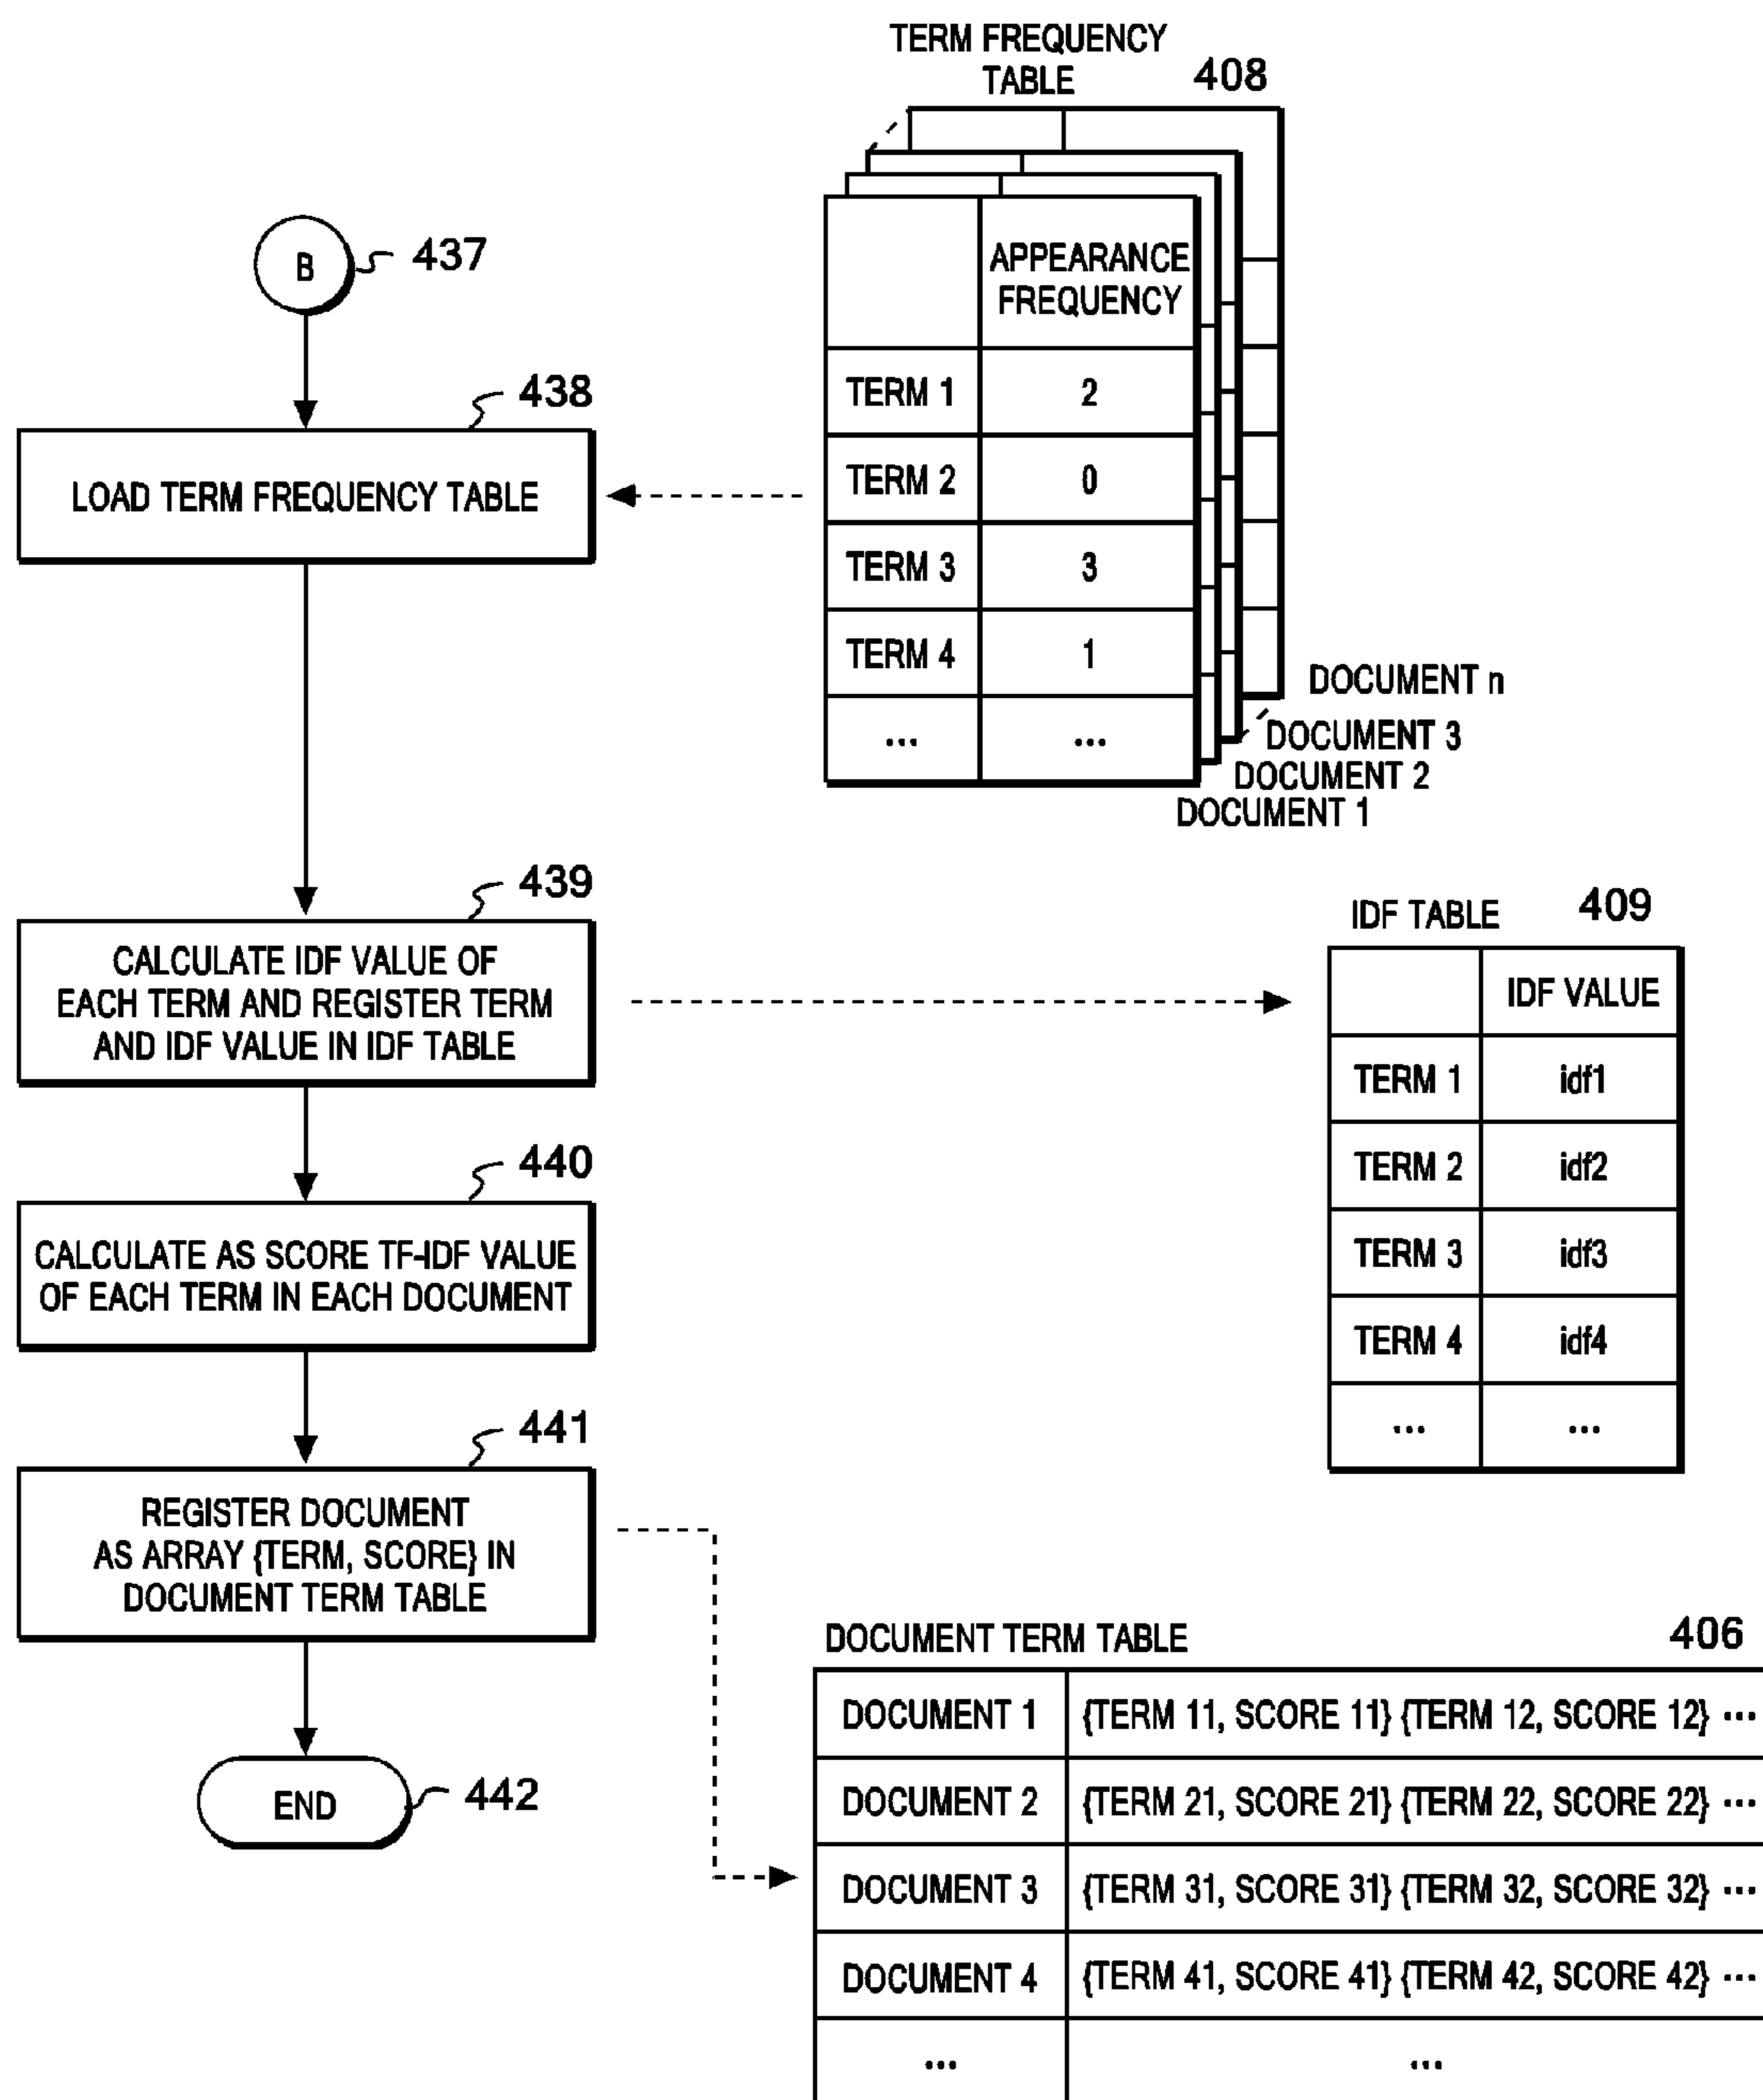 TERM FREQUENCY
TABLE
408
B
437
APPEARANCE
FREQUENCY
TERM 1 2
TERM 2 0
TERM 3 3
TERM 4 1
... ...
DOCUMENT n
DOCUMENT 3
DOCUMENT 2
DOCUMENT 1
438
LOAD TERM FREQUENCY TABLE
439
CALCULATE IDF VALUE OF
EACH TERM AND REGISTER TERM
AND IDF VALUE IN IDF TABLE
IDF TABLE
409
IDF VALUE
TERM 1 idf1
TERM 2 idf2
TERM 3 idf3
TERM 4 idf4
... ...
440
CALCULATE AS SCORE TF-IDF VALUE
OF EACH TERM IN EACH DOCUMENT
441
REGISTER DOCUMENT
AS ARRAY {TERM, SCORE} IN
DOCUMENT TERM TABLE
END
442
DOCUMENT TERM TABLE
406
DOCUMENT 1 {TERM 11, SCORE 11} {TERM 12, SCORE 12} ...
DOCUMENT 2 {TERM 21, SCORE 21} {TERM 22, SCORE 22} ...
DOCUMENT 3 {TERM 31, SCORE 31} {TERM 32, SCORE 32} ...
DOCUMENT 4 {TERM 41, SCORE 41} {TERM 42, SCORE 42} ...
... ...